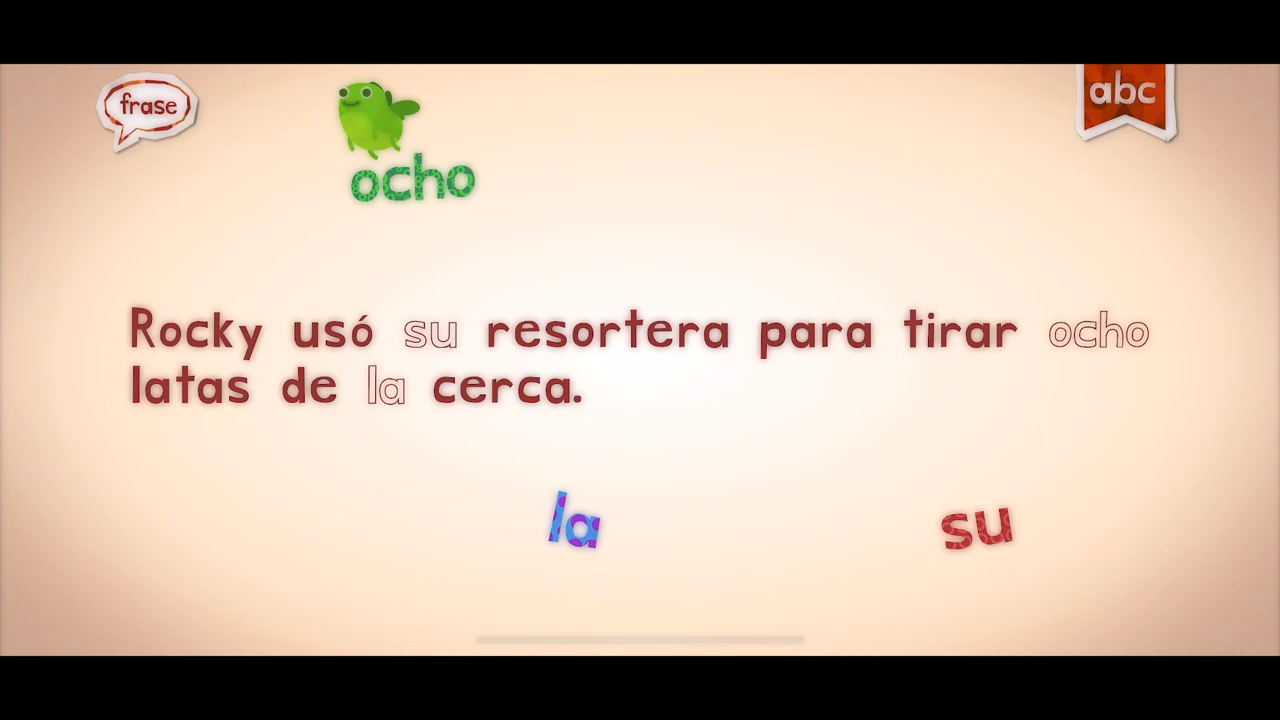 frase
abc
ocho
Rocky usó su resortera para tirar ocho
latas de la cerca.
la
su